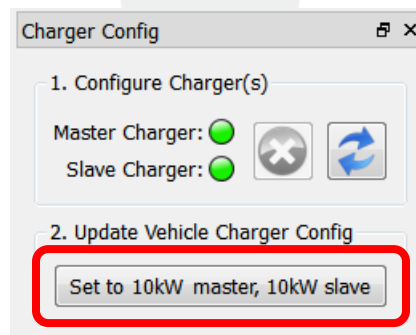 Charger Config
1. Configure Charger(s)
Master Charger:
Slave Charger:
2. Update Vehicle Charger Config
Set to 10kW master, 10kW slave